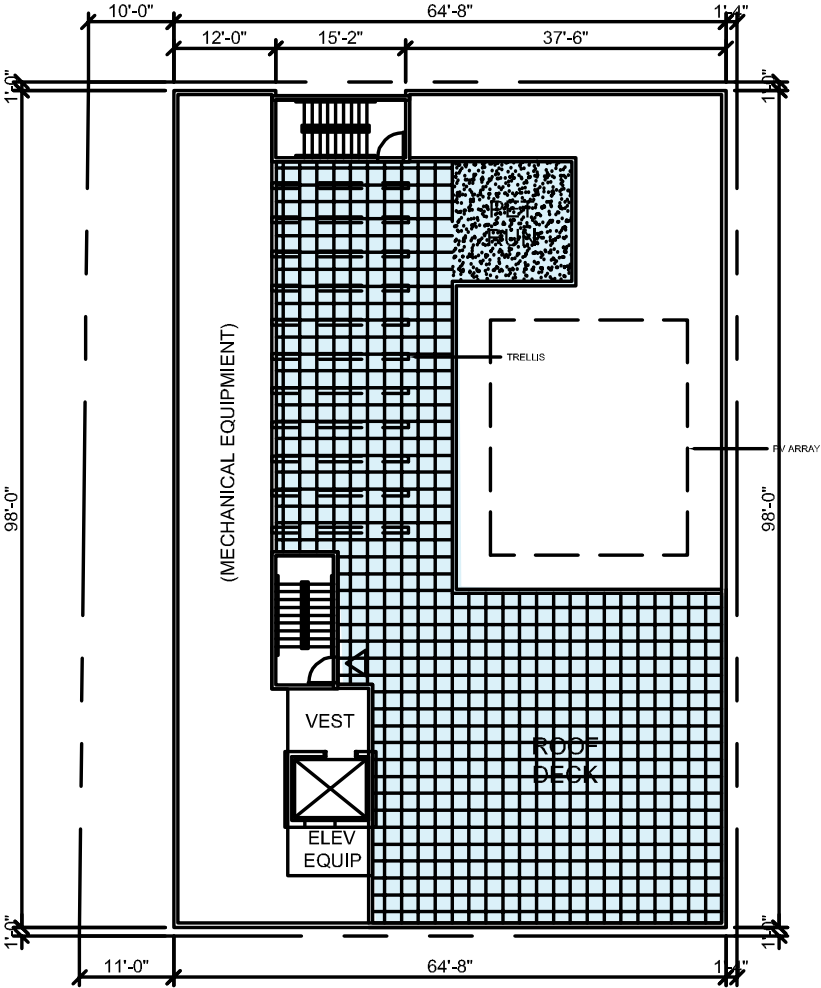 10'-0"
64'-8"
1'-4"
12'-0"
15'-2"
37'-6"
1'-0"
1'-0"
PET
RUN
TRELLIS
(MECHANICAL EQUIPMIENT)
PV ARRAY
98'-0"
98'-0"
VEST
ROOF
DECK
ELEV
EQUIP
1'-0"
1'-0"
11'-0"
64'-8"
1'-4"